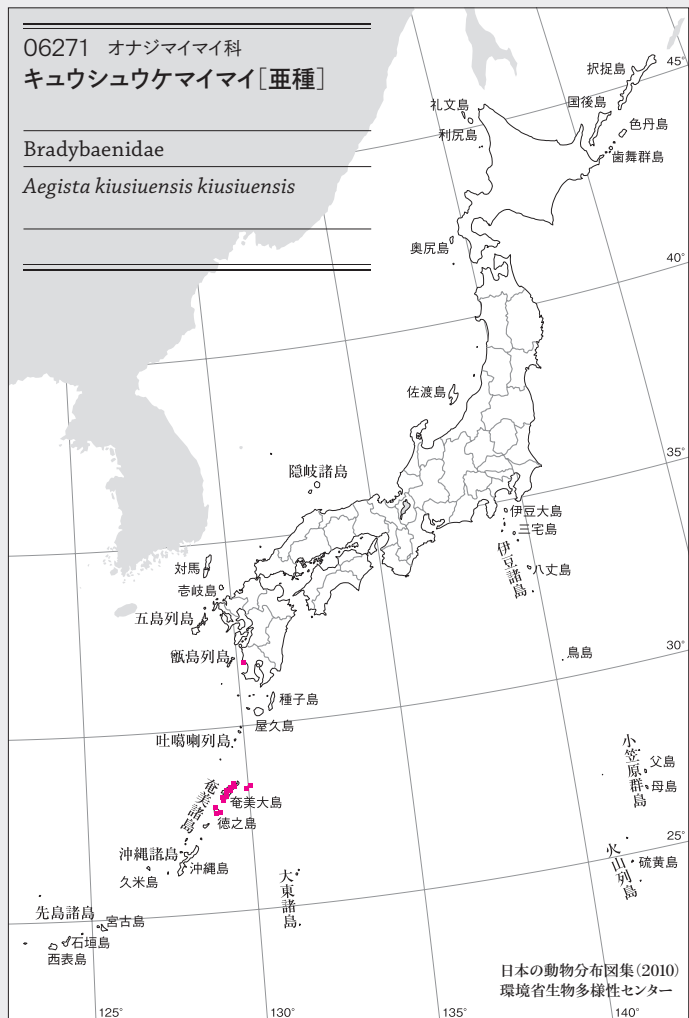 06271 オナジマイマイ科
キュウシュウケマイマイ［亜種］
Bradybaenidae
Aegista kiusiuensis kiusiuensis
択捉島
45°
礼文島
国後島
色丹島
利尻島
歯舞群島
奥尻島
40°
佐渡島
35°
隠岐諸島
伊豆大島
三宅島
伊豆諸島
八丈島
対馬
壱岐島
五島列島
甑島列島
鳥島
30°
種子島
屋久島
吐噶喇列島
小笠原群島
父島
母島
奄美諸島
奄美大島
徳之島
25°
沖縄諸島
沖縄島
久米島
火山列島
硫黄島
大東諸島
先島諸島
宮古島
石垣島
西表島
日本の動物分布図集（2010）
環境省生物多様性センター
125°
130°
135°
140°